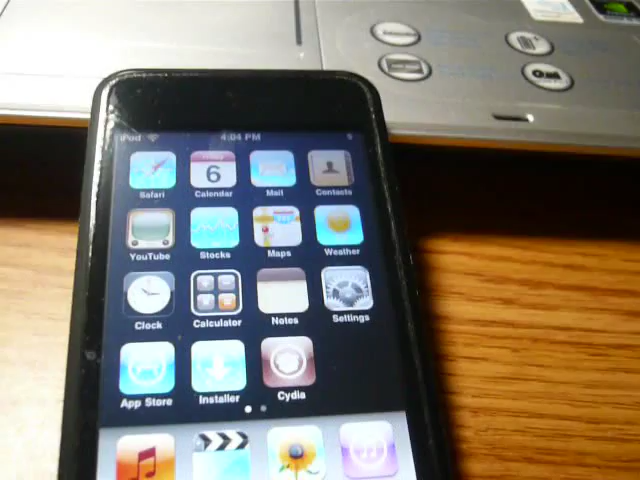 iPod 4:04 PM
6
Safari Calendar Mail Contacts
YouTube Stocks Maps Weather
Clock Calculator Notes Settings
App Store Installer Cydia